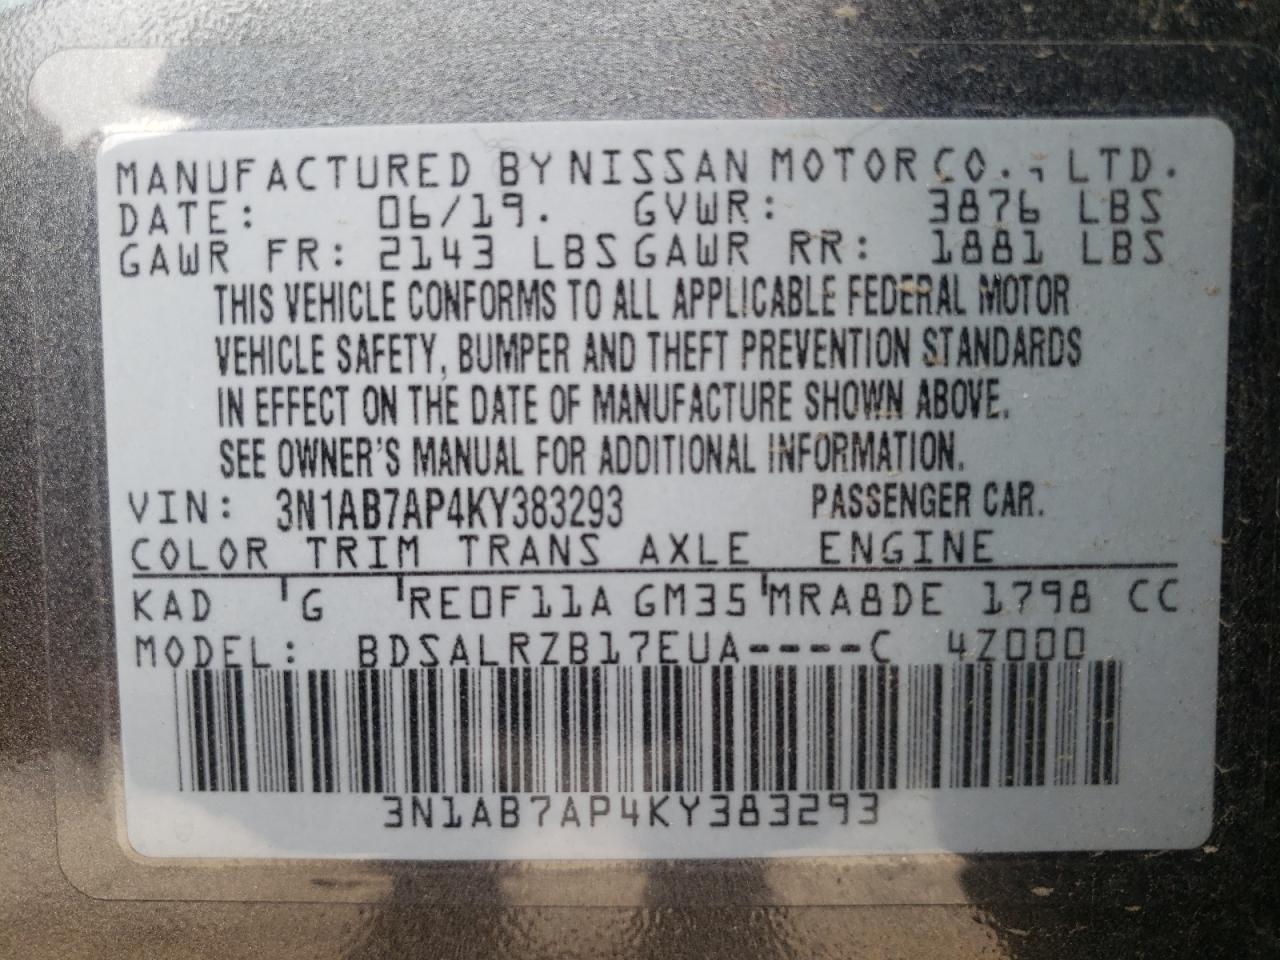 MANUFACTURED BY NISSAN MOTOR CO., LTD.
DATE: 06/19. GVWR: 3876 LBS
GAWR FR: 2143 LBS GAWR RR: 1881 LBS
THIS VEHICLE CONFORMS TO ALL APPLICABLE FEDERAL MOTOR
VEHICLE SAFETY, BUMPER AND THEFT PREVENTION STANDARDS
IN EFFECT ON THE DATE OF MANUFACTURE SHOWN ABOVE.
SEE OWNER'S MANUAL FOR ADDITIONAL INFORMATION.
VIN: 3N1AB7AP4KY383293 PASSENGER CAR.
COLOR TRIM TRANS AXLE ENGINE
KAD G RE0F11A GM35 MRA8DE 1798 CC
MODEL: BDSALRZB17EUA----C 4Z000
3N1AB7AP4KY383293